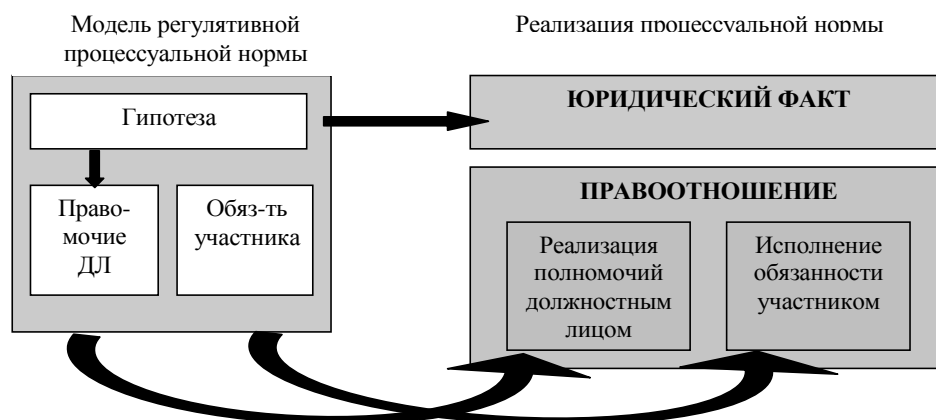 Модель регулятивной
процессуальной нормы
Гипотеза
Право-
мочие
ДЛ
Обяз-ть
участника
Реализация процессуальной нормы
ЮРИДИЧЕСКИЙ ФАКТ
ПРАВООТНОШЕНИЕ
Реализация
полномочий
должностным
лицом
Исполнение
обязанности
участником